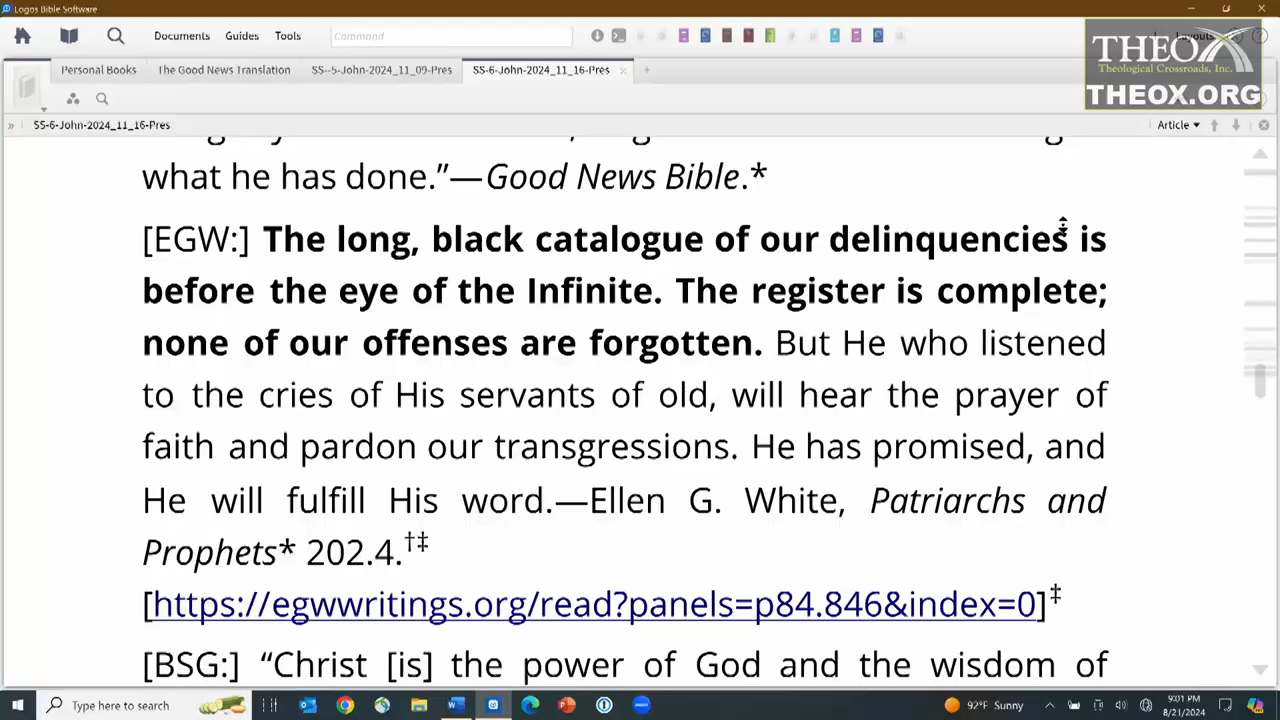 Logos Bible Software
Documents Guides Tools Command Layouts
THEOX
Theological Crossroads, Inc.
THEOX.ORG
Personal Books The Good News Translation SS--5-John-2024_11_09-Pres SS-6-John-2024_11_16-Pres
SS-6-John-2024_11_16-Pres Article
what he has done.”—Good News Bible.*
[EGW:] The long, black catalogue of our delinquencies is
before the eye of the Infinite. The register is complete;
none of our offenses are forgotten. But He who listened
to the cries of His servants of old, will hear the prayer of
faith and pardon our transgressions. He has promised, and
He will fulfill His word.—Ellen G. White, Patriarchs and
Prophets* 202.4.†‡
[https://egwwritings.org/read?panels=p84.846&index=0]‡
[BSG:] “Christ [is] the power of God and the wisdom of
Type here to search 92°F Sunny 9:01 PM
8/21/2024